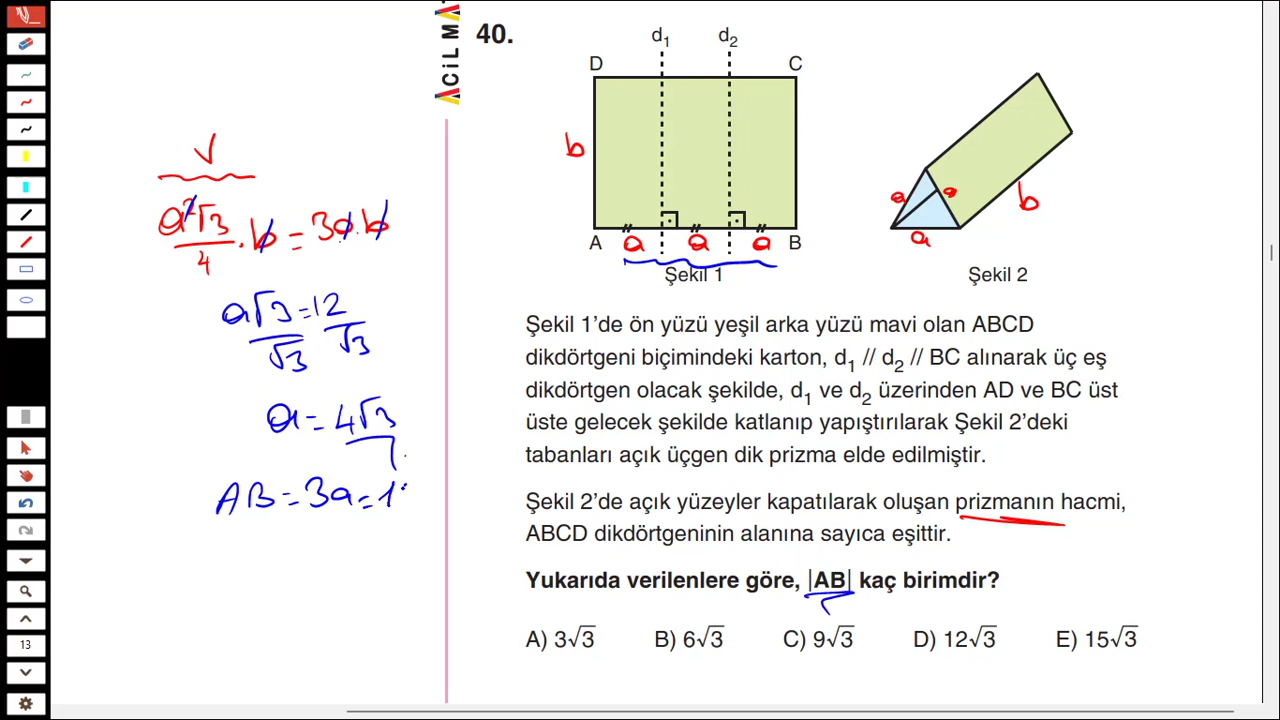 ACİL M
40.
d1 d2
D C
b
A B
a a a
Şekil 1
a a
a b
Şekil 2
V
a²√3/4 · b = 3a·b
a√3/√3 = 12/√3
a = 4√3
AB = 3a = 1
Şekil 1'de ön yüzü yeşil arka yüzü mavi olan ABCD
dikdörtgeni biçimindeki karton, d1 // d2 // BC alınarak üç eş
dikdörtgen olacak şekilde, d1 ve d2 üzerinden AD ve BC üst
üste gelecek şekilde katlanıp yapıştırılarak Şekil 2'deki
tabanları açık üçgen dik prizma elde edilmiştir.
Şekil 2'de açık yüzeyler kapatılarak oluşan prizmanın hacmi,
ABCD dikdörtgeninin alanına sayıca eşittir.
Yukarıda verilenlere göre, |AB| kaç birimdir?
A) 3√3 B) 6√3 C) 9√3 D) 12√3 E) 15√3
13